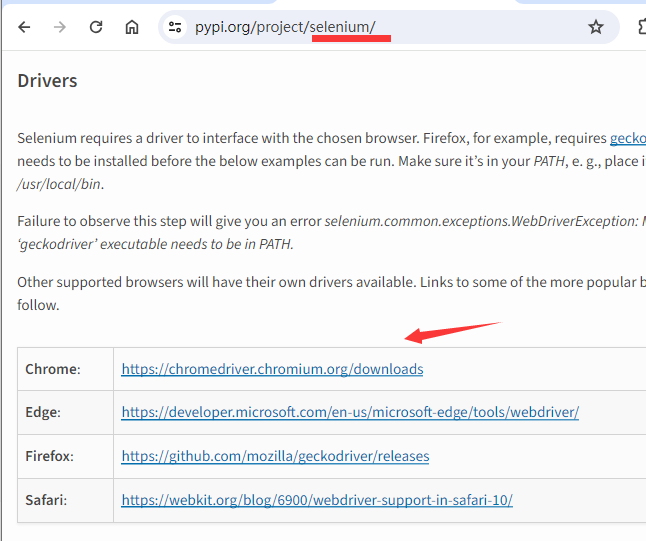 pypi.org/project/selenium/
Drivers
Selenium requires a driver to interface with the chosen browser. Firefox, for example, requires gecko
needs to be installed before the below examples can be run. Make sure it’s in your PATH, e. g., place i
/usr/local/bin.
Failure to observe this step will give you an error selenium.common.exceptions.WebDriverException: M
‘geckodriver’ executable needs to be in PATH.
Other supported browsers will have their own drivers available. Links to some of the more popular b
follow.
Chrome: https://chromedriver.chromium.org/downloads
Edge: https://developer.microsoft.com/en-us/microsoft-edge/tools/webdriver/
Firefox: https://github.com/mozilla/geckodriver/releases
Safari: https://webkit.org/blog/6900/webdriver-support-in-safari-10/